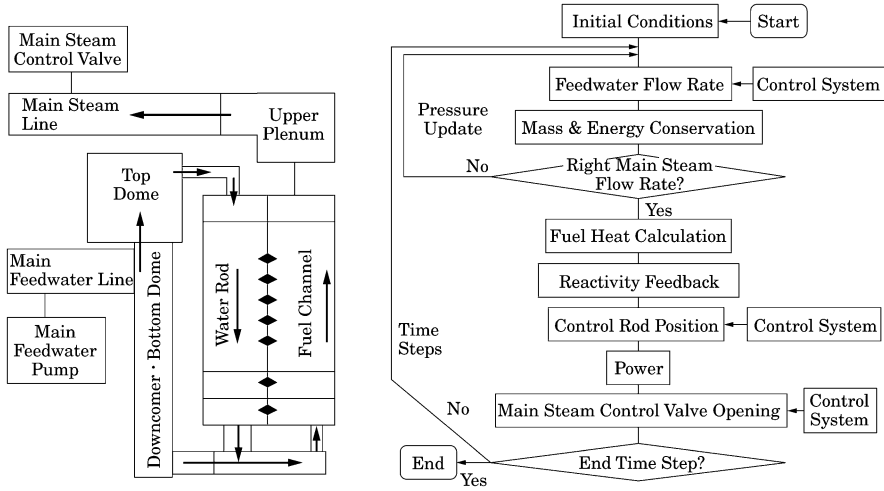 Main Steam
Control Valve
Main Steam
Line
Upper
Plenum
Top
Dome
Main
Feedwater Line
Main
Feedwater
Pump
Downcomer · Bottom Dome
Water Rod
Fuel Channel
Initial Conditions
Start
Feedwater Flow Rate
Control System
Pressure
Update
Mass & Energy Conservation
No
Right Main Steam
Flow Rate?
Yes
Fuel Heat Calculation
Reactivity Feedback
Time
Steps
Control Rod Position
Control System
Power
No
Main Steam Control Valve Opening
Control
System
End
Yes
End Time Step?